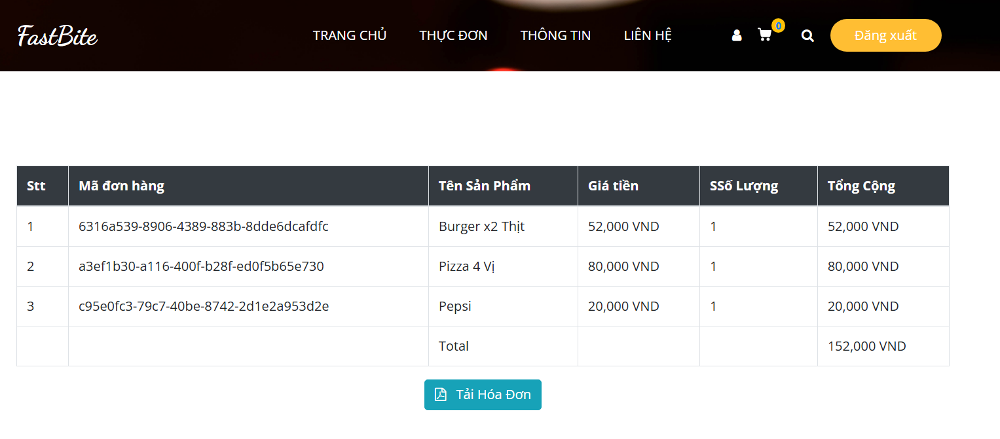 FastBite TRANG CHỦ THỰC ĐƠN THÔNG TIN LIÊN HỆ 0 Đăng xuất
Stt Mã đơn hàng Tên Sản Phẩm Giá tiền SSố Lượng Tổng Cộng
1 6316a539-8906-4389-883b-8dde6dcafdfc Burger x2 Thịt 52,000 VND 1 52,000 VND
2 a3ef1b30-a116-400f-b28f-ed0f5b65e730 Pizza 4 Vị 80,000 VND 1 80,000 VND
3 c95e0fc3-79c7-40be-8742-2d1e2a953d2e Pepsi 20,000 VND 1 20,000 VND
Total 152,000 VND
Tải Hóa Đơn